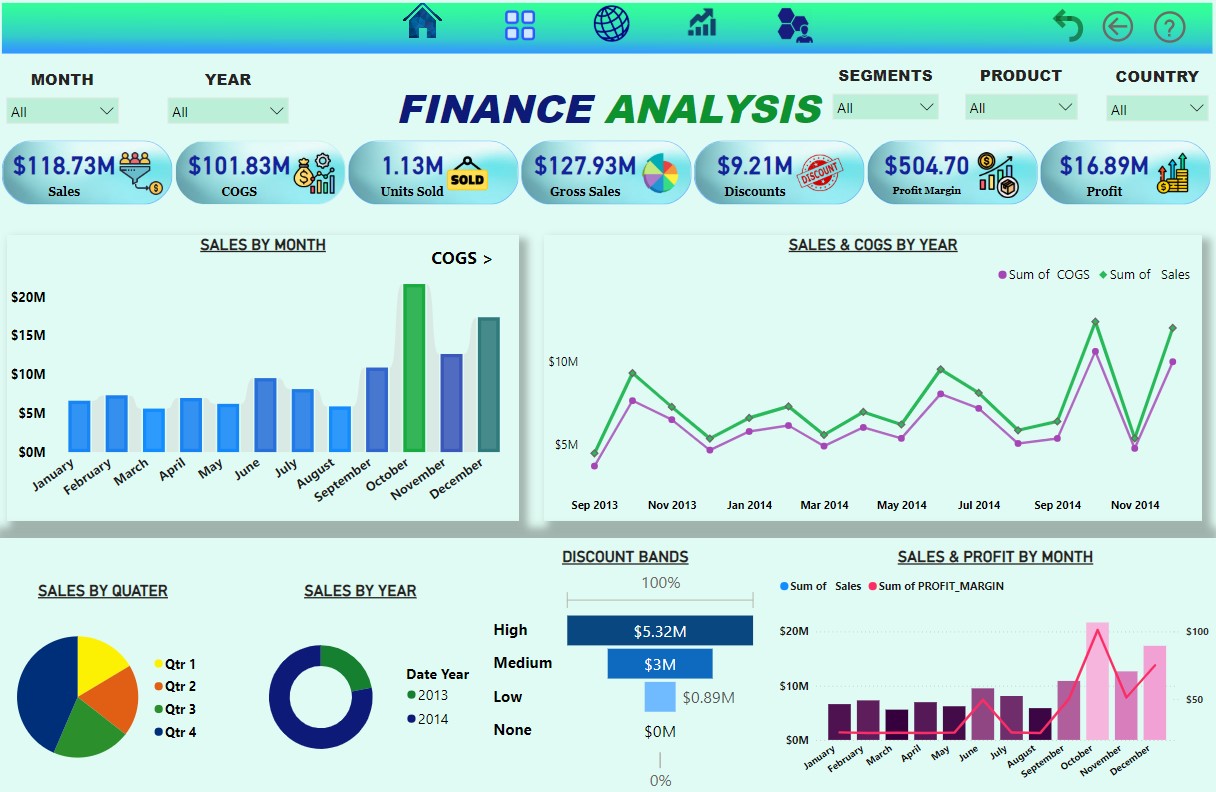 MONTH
YEAR
SEGMENTS
PRODUCT
COUNTRY
All
All
All
All
All
FINANCE ANALYSIS
$118.73M
Sales
$101.83M
COGS
1.13M
Units Sold
SOLD
$127.93M
Gross Sales
$9.21M
Discounts
DISCOUNT
$504.70
Profit Margin
$16.89M
Profit
SALES BY MONTH
COGS >
$20M
$15M
$10M
$5M
$0M
January
February
March
April
May
June
July
August
September
October
November
December
SALES & COGS BY YEAR
Sum of COGS
Sum of Sales
$10M
$5M
Sep 2013
Nov 2013
Jan 2014
Mar 2014
May 2014
Jul 2014
Sep 2014
Nov 2014
SALES BY QUATER
Qtr 1
Qtr 2
Qtr 3
Qtr 4
SALES BY YEAR
Date Year
2013
2014
DISCOUNT BANDS
100%
High
$5.32M
Medium
$3M
Low
$0.89M
None
$0M
0%
SALES & PROFIT BY MONTH
Sum of Sales
Sum of PROFIT_MARGIN
$20M
$10M
$0M
$100
$50
January
February
March
April
May
June
July
August
September
October
November
December